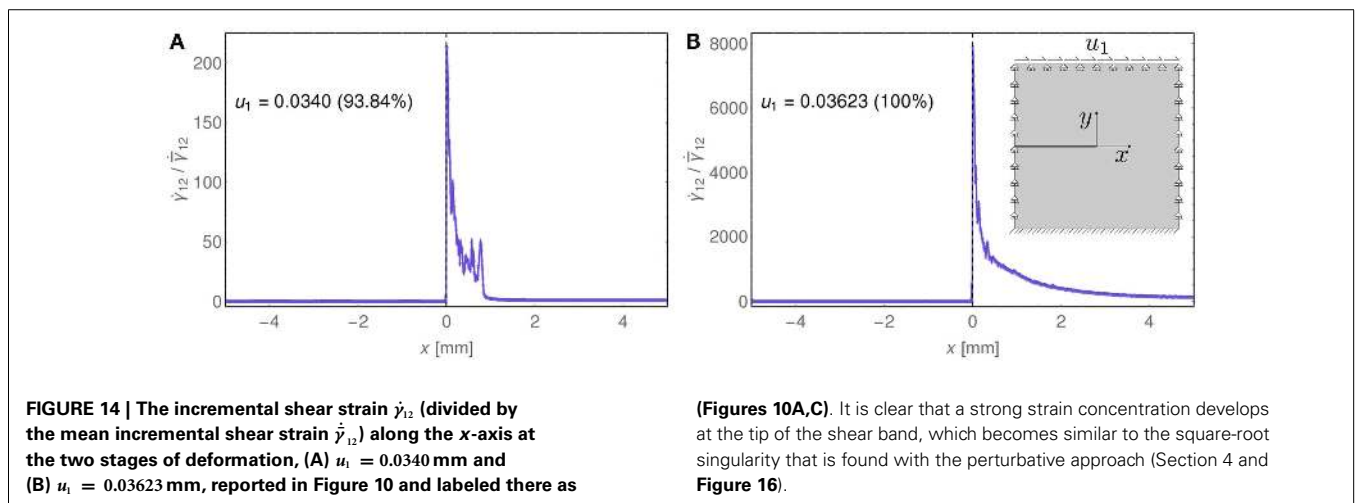 A
200
150
100
50
0
γ̇₁₂ / γ̄̇₁₂
u₁ = 0.0340 (93.84%)
−4 −2 0 2 4
x [mm]
B
8000
6000
4000
2000
0
γ̇₁₂ / γ̄̇₁₂
u₁ = 0.03623 (100%)
u₁
y
x
−4 −2 0 2 4
x [mm]
FIGURE 14 | The incremental shear strain γ̇₁₂ (divided by
the mean incremental shear strain γ̄̇₁₂) along the x-axis at
the two stages of deformation, (A) u₁ = 0.0340 mm and
(B) u₁ = 0.03623 mm, reported in Figure 10 and labeled there as
(Figures 10A,C). It is clear that a strong strain concentration develops
at the tip of the shear band, which becomes similar to the square-root
singularity that is found with the perturbative approach (Section 4 and
Figure 16).